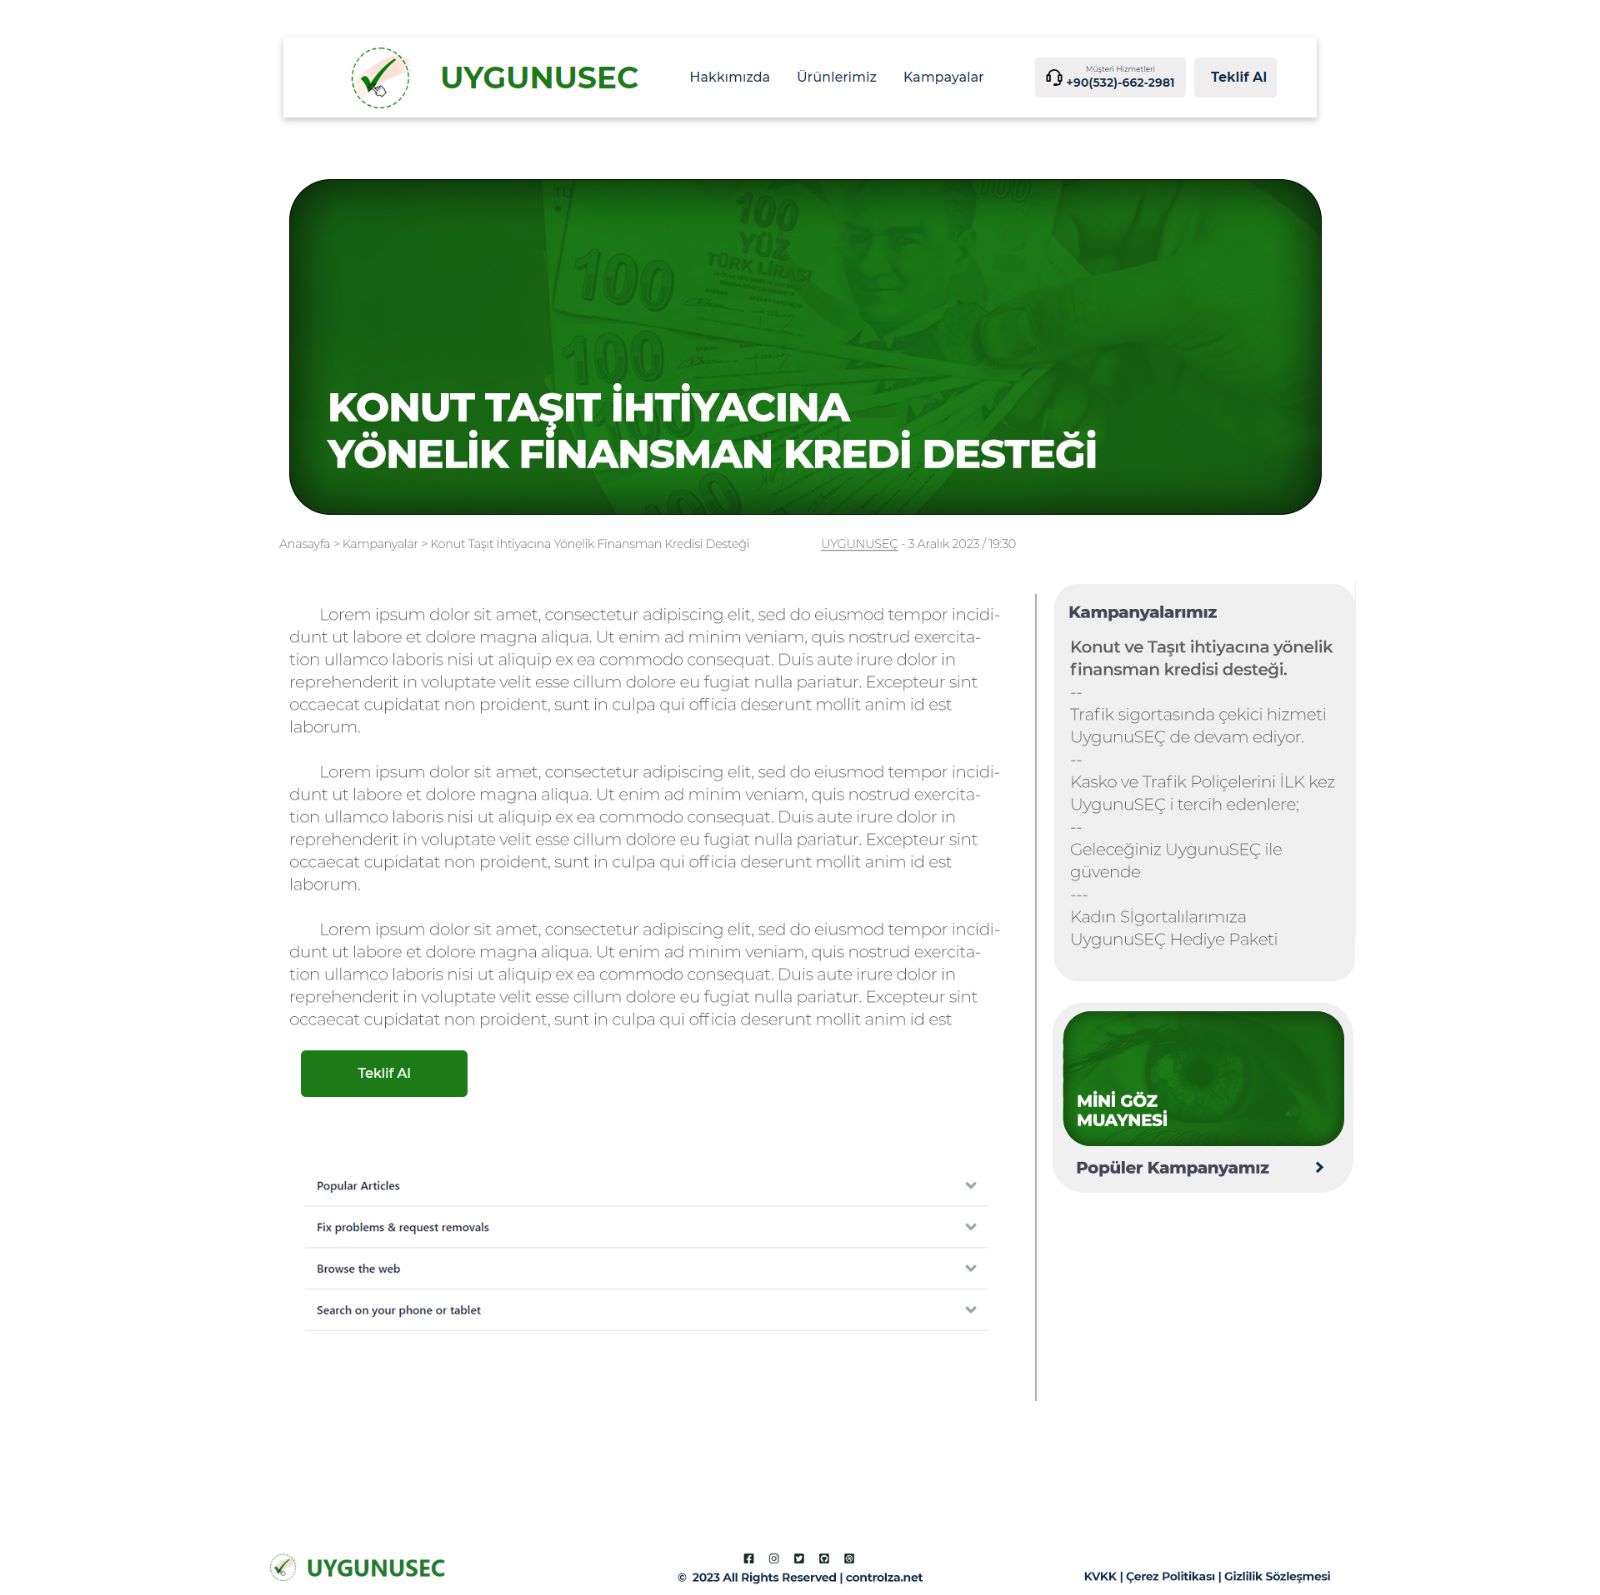 UYGUNUSEC
Hakkımızda
Ürünlerimiz
Kampayalar
Müşteri Hizmetleri
+90(532)-662-2981
Teklif Al
100
100
YÜZ
TÜRK LİRASI
100
100
100
KONUT TAŞIT İHTİYACINA
YÖNELİK FİNANSMAN KREDİ DESTEĞİ
Anasayfa > Kampanyalar > Konut Taşıt İhtiyacına Yönelik Finansman Kredisi Desteği
UYGUNUSEÇ - 3 Aralık 2023 / 19:30
Lorem ipsum dolor sit amet, consectetur adipiscing elit, sed do eiusmod tempor incidi-
dunt ut labore et dolore magna aliqua. Ut enim ad minim veniam, quis nostrud exercita-
tion ullamco laboris nisi ut aliquip ex ea commodo consequat. Duis aute irure dolor in
reprehenderit in voluptate velit esse cillum dolore eu fugiat nulla pariatur. Excepteur sint
occaecat cupidatat non proident, sunt in culpa qui officia deserunt mollit anim id est
laborum.
Lorem ipsum dolor sit amet, consectetur adipiscing elit, sed do eiusmod tempor incidi-
dunt ut labore et dolore magna aliqua. Ut enim ad minim veniam, quis nostrud exercita-
tion ullamco laboris nisi ut aliquip ex ea commodo consequat. Duis aute irure dolor in
reprehenderit in voluptate velit esse cillum dolore eu fugiat nulla pariatur. Excepteur sint
occaecat cupidatat non proident, sunt in culpa qui officia deserunt mollit anim id est
laborum.
Lorem ipsum dolor sit amet, consectetur adipiscing elit, sed do eiusmod tempor incidi-
dunt ut labore et dolore magna aliqua. Ut enim ad minim veniam, quis nostrud exercita-
tion ullamco laboris nisi ut aliquip ex ea commodo consequat. Duis aute irure dolor in
reprehenderit in voluptate velit esse cillum dolore eu fugiat nulla pariatur. Excepteur sint
occaecat cupidatat non proident, sunt in culpa qui officia deserunt mollit anim id est
Teklif Al
Popular Articles
Fix problems & request removals
Browse the web
Search on your phone or tablet
Kampanyalarımız
Konut ve Taşıt ihtiyacına yönelik
finansman kredisi desteği.
--
Trafik sigortasında çekici hizmeti
UygunuSEÇ de devam ediyor.
--
Kasko ve Trafik Poliçelerini İLK kez
UygunuSEÇ i tercih edenlere;
--
Geleceğiniz UygunuSEÇ ile
güvende
---
Kadın Sİgortalılarımıza
UygunuSEÇ Hediye Paketi
MİNİ GÖZ
MUAYNESİ
Popüler Kampanyamız
UYGUNUSEC
© 2023 All Rights Reserved | controlza.net
KVKK | Çerez Politikası | Gizlilik Sözleşmesi